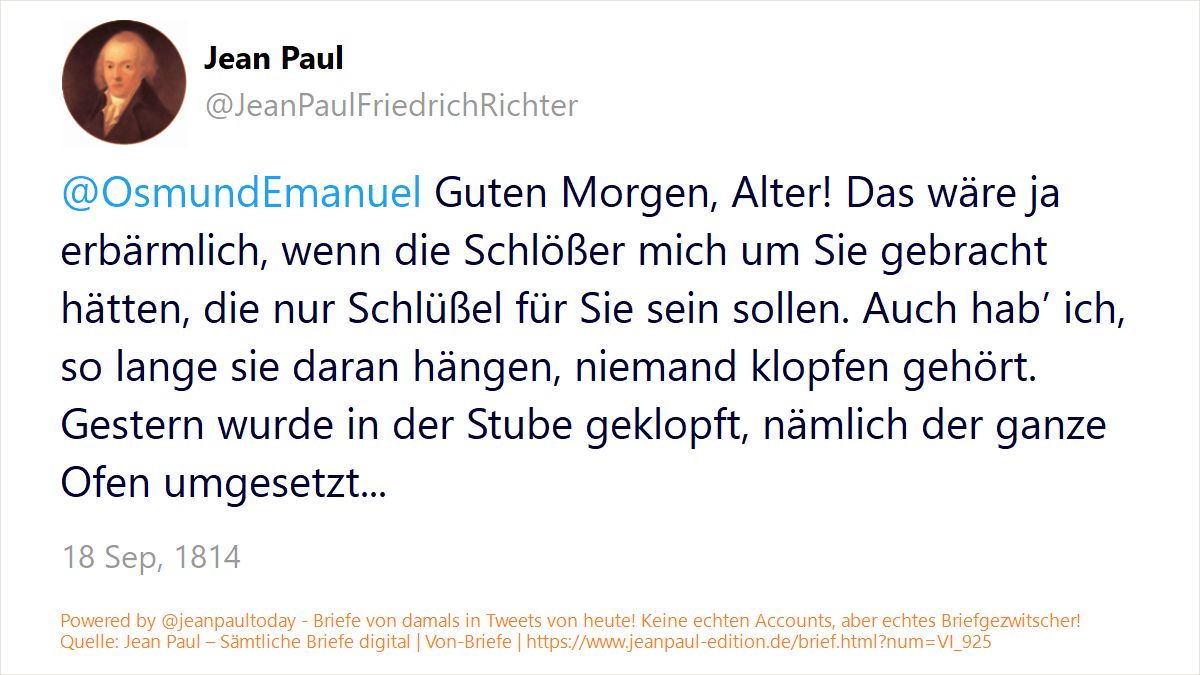 Jean Paul
@JeanPaulFriedrichRichter
@OsmundEmanuel Guten Morgen, Alter! Das wäre ja
erbärmlich, wenn die Schlößer mich um Sie gebracht
hätten, die nur Schlüßel für Sie sein sollen. Auch hab’ ich,
so lange sie daran hängen, niemand klopfen gehört.
Gestern wurde in der Stube geklopft, nämlich der ganze
Ofen umgesetzt...
18 Sep, 1814
Powered by @jeanpaultoday - Briefe von damals in Tweets von heute! Keine echten Accounts, aber echtes Briefgezwitscher!
Quelle: Jean Paul – Sämtliche Briefe digital | Von-Briefe | https://www.jeanpaul-edition.de/brief.html?num=VI_925